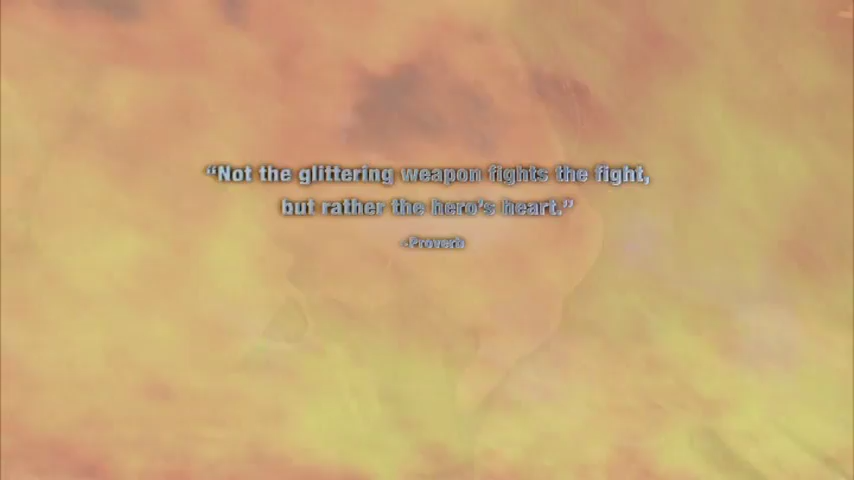 “Not the glittering weapon fights the fight,
but rather the hero's heart.”
-Proverb